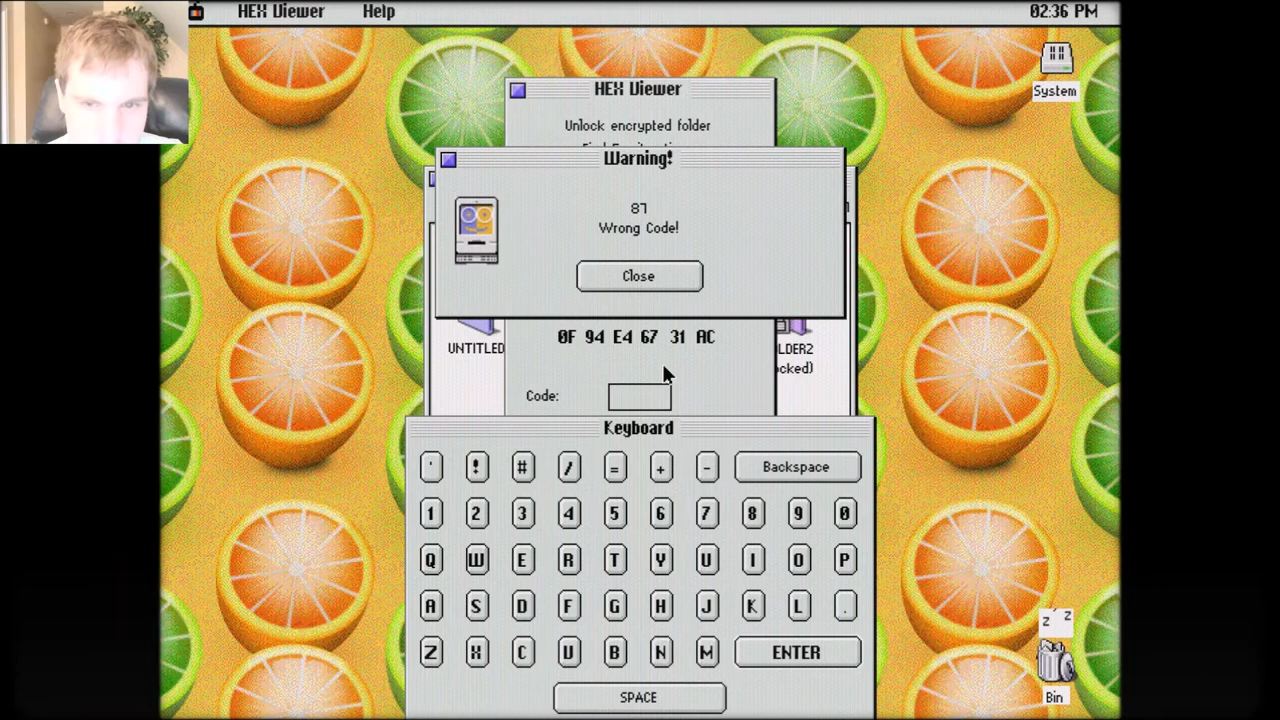 HEX Viewer Help 02:36 PM
System
HEX Viewer
Unlock encrypted folder
Warning!
87
Wrong Code!
Close
0F 94 E4 67 31 AC
UNTITLED
Code:
Keyboard
' ! # / = + - Backspace
1 2 3 4 5 6 7 8 9 0
Q W E R T Y U I O P
A S D F G H J K L .
Z X C V B N M ENTER
SPACE
Z Z
Bin